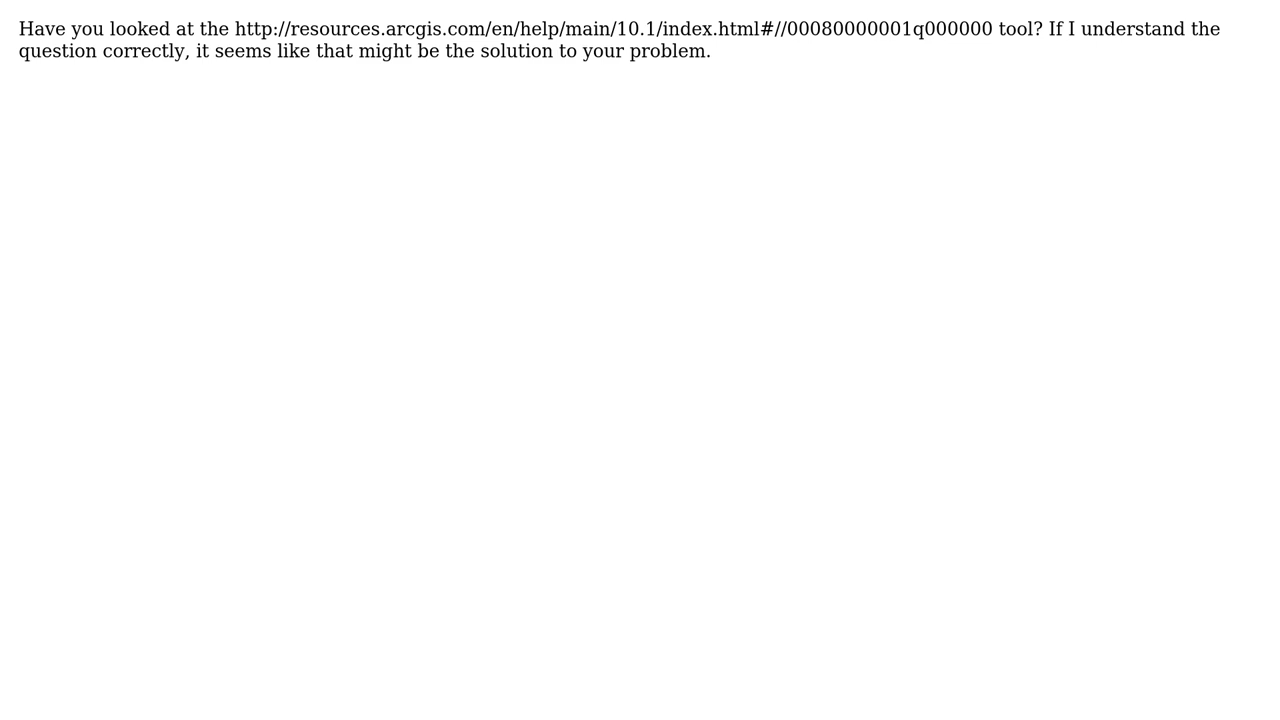 Have you looked at the http://resources.arcgis.com/en/help/main/10.1/index.html#//00080000001q000000 tool? If I understand the
question correctly, it seems like that might be the solution to your problem.